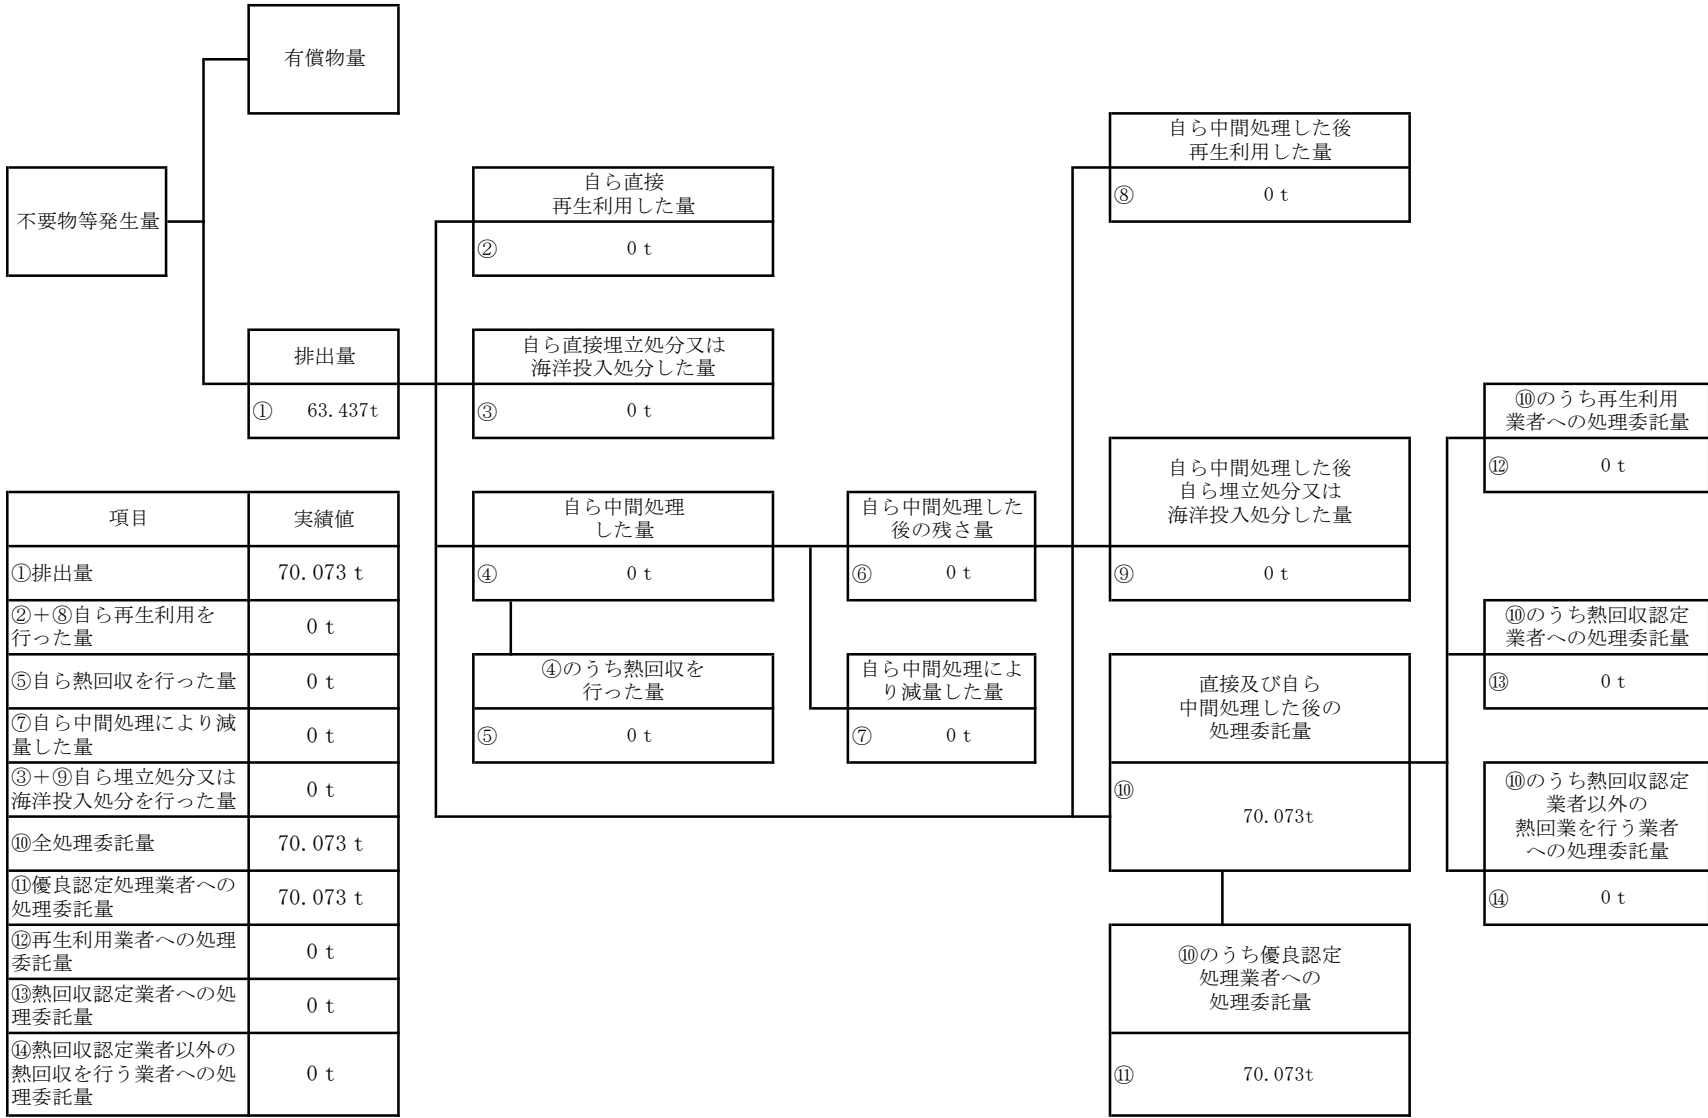 有償物量
不要物等発生量
排出量
① 63.437t
自ら直接
再生利用した量
② 0 t
自ら直接埋立処分又は
海洋投入処分した量
③ 0 t
自ら中間処理
した量
④ 0 t
④のうち熱回収を
行った量
⑤ 0 t
自ら中間処理した
後の残さ量
⑥ 0 t
自ら中間処理によ
り減量した量
⑦ 0 t
自ら中間処理した後
再生利用した量
⑧ 0 t
自ら中間処理した後
自ら埋立処分又は
海洋投入処分した量
⑨ 0 t
直接及び自ら
中間処理した後の
処理委託量
⑩
70.073t
⑩のうち優良認定
処理業者への
処理委託量
⑪ 70.073t
⑩のうち再生利用
業者への処理委託量
⑫ 0 t
⑩のうち熱回収認定
業者への処理委託量
⑬ 0 t
⑩のうち熱回収認定
業者以外の
熱回業を行う業者
への処理委託量
⑭ 0 t
項目 実績値
①排出量 70.073 t
②+⑧自ら再生利用を
行った量 0 t
⑤自ら熱回収を行った量 0 t
⑦自ら中間処理により減
量した量 0 t
③+⑨自ら埋立処分又は
海洋投入処分を行った量 0 t
⑩全処理委託量 70.073 t
⑪優良認定処理業者への
処理委託量 70.073 t
⑫再生利用業者への処理
委託量 0 t
⑬熱回収認定業者への処
理委託量 0 t
⑭熱回収認定業者以外の
熱回収を行う業者への処
理委託量 0 t